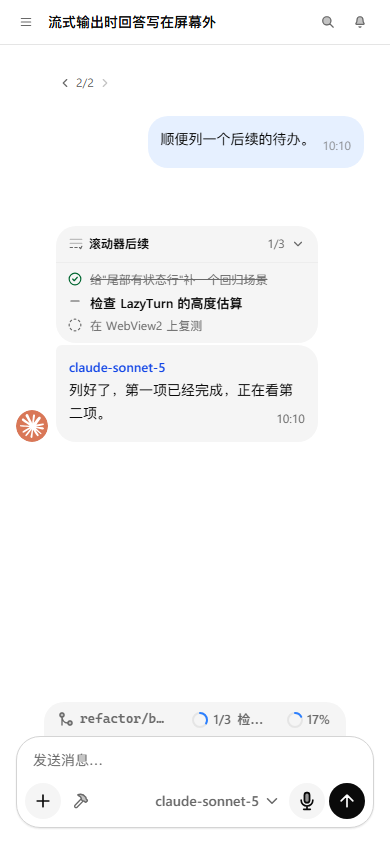 流式输出时回答写在屏幕外
2/2
顺便列一个后续的待办。 10:10
滚动器后续 1/3
给"尾部有状态行"补一个回归场景
检查 LazyTurn 的高度估算
在 WebView2 上复测
claude-sonnet-5
列好了，第一项已经完成，正在看第
二项。 10:10
refactor/b… 1/3 检… 17%
发送消息…
claude-sonnet-5